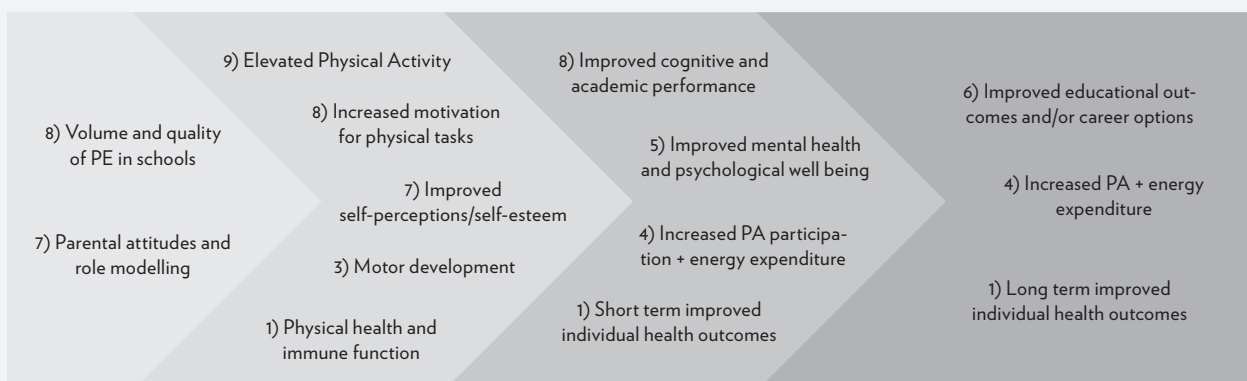 8) Volume and quality
of PE in schools
7) Parental attitudes and
role modelling
9) Elevated Physical Activity
8) Increased motivation
for physical tasks
7) Improved
self-perceptions/self-esteem
3) Motor development
1) Physical health and
immune function
8) Improved cognitive and
academic performance
5) Improved mental health
and psychological well being
4) Increased PA participa-
tion + energy expenditure
1) Short term improved
individual health outcomes
6) Improved educational out-
comes and/or career options
4) Increased PA + energy
expenditure
1) Long term improved
individual health outcomes